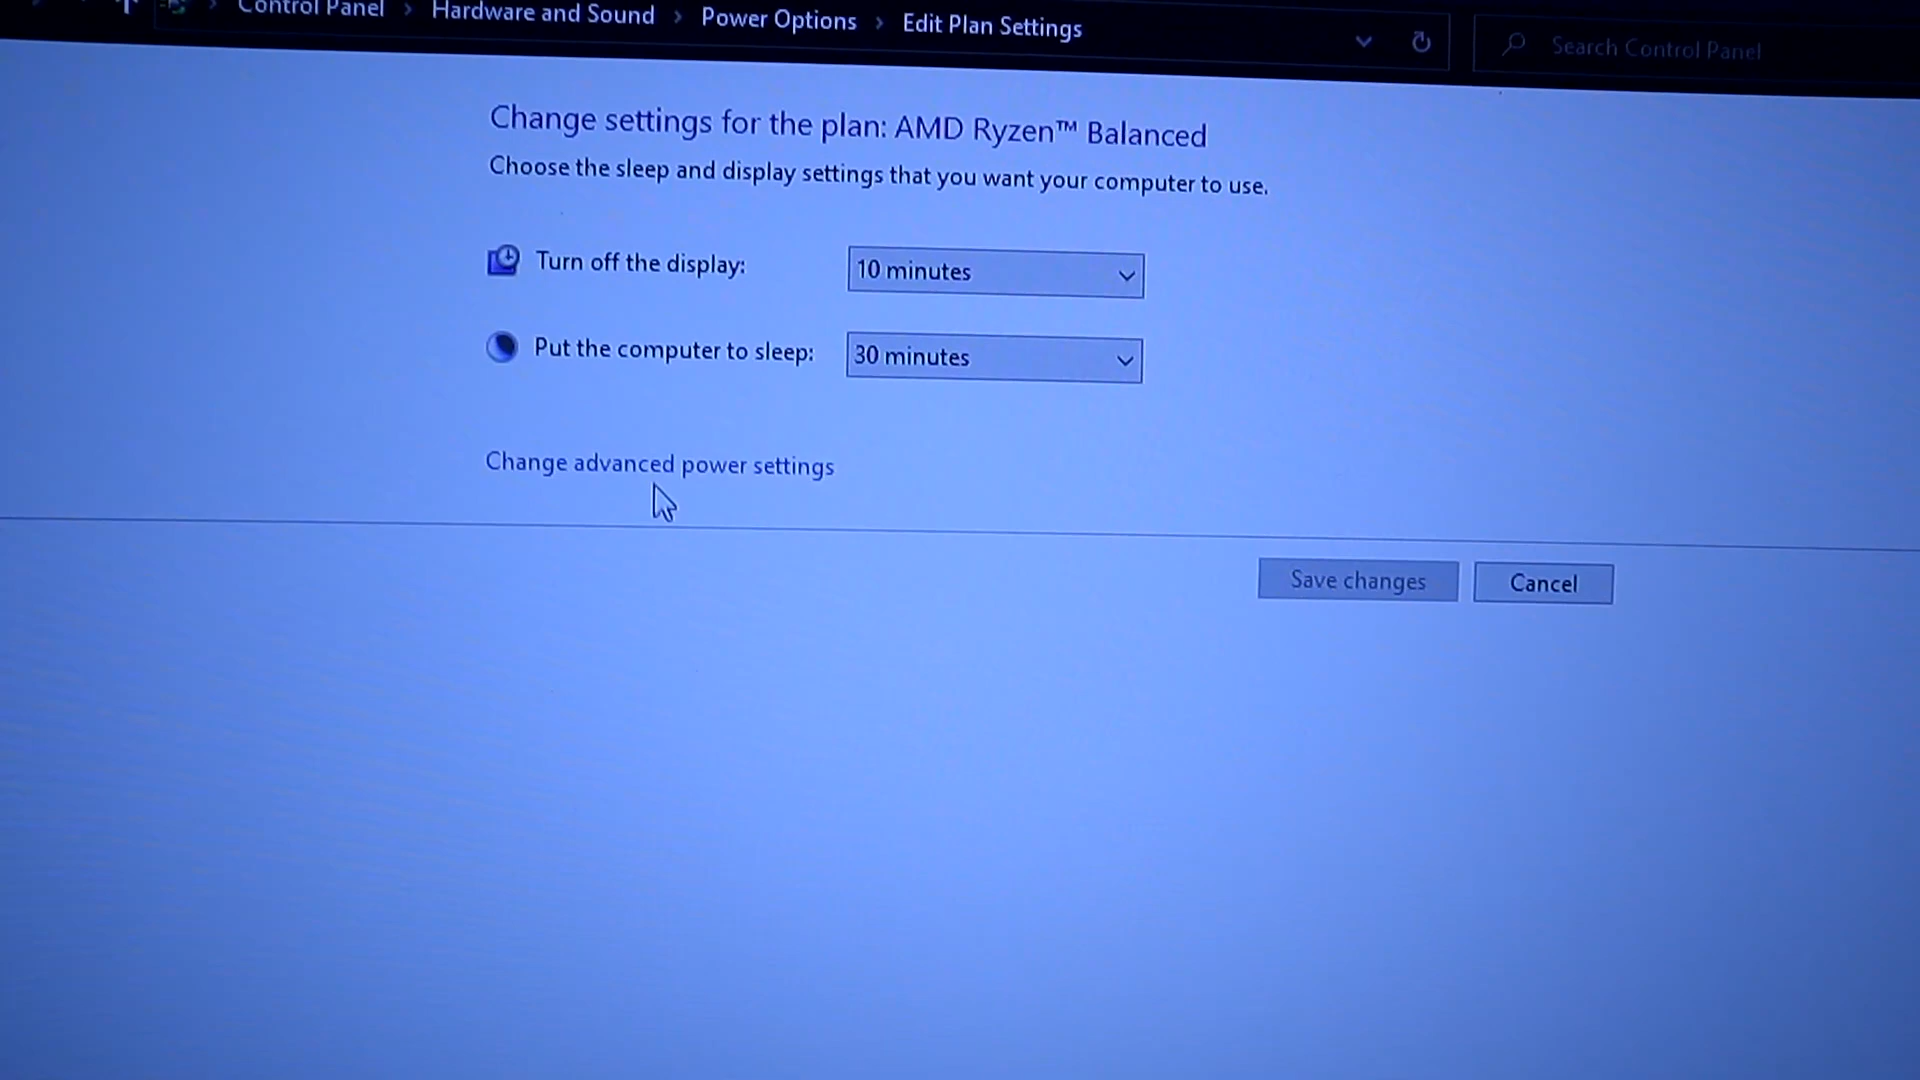 Control Panel > Hardware and Sound > Power Options > Edit Plan Settings
Search Control Panel
Change settings for the plan: AMD Ryzen™ Balanced
Choose the sleep and display settings that you want your computer to use.
Turn off the display: 10 minutes
Put the computer to sleep: 30 minutes
Change advanced power settings
Save changes Cancel